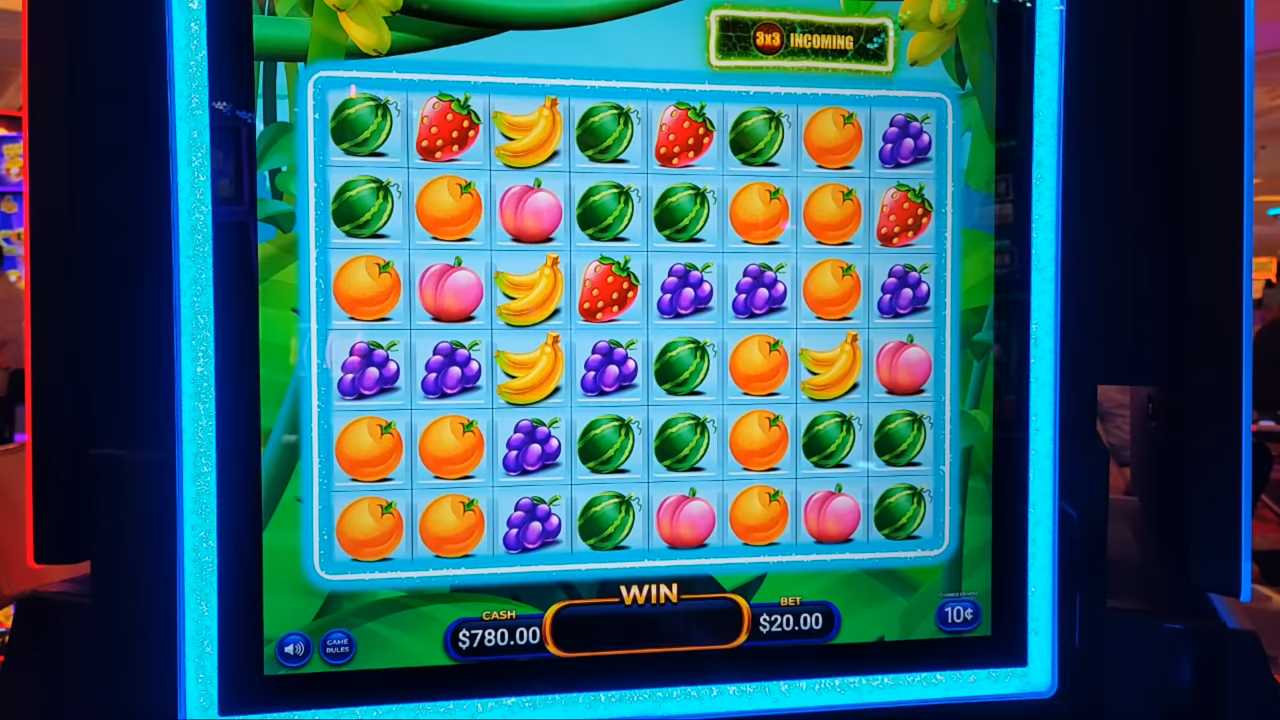 3x3 INCOMING
WIN
CASH
$780.00
BET
$20.00
10¢
GAME
RULES